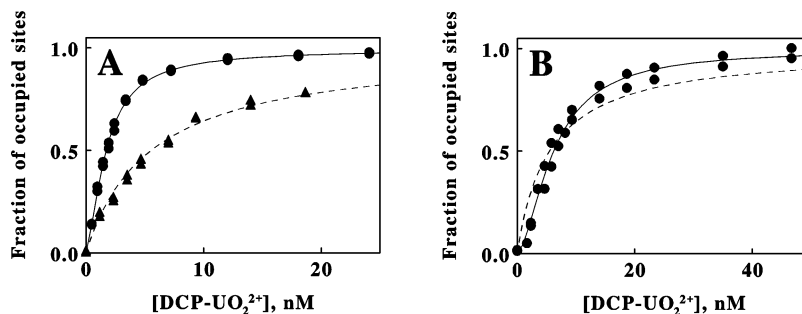 A
Fraction of occupied sites
1.0
0.5
0.0
0
10
20
[DCP-UO₂²⁺], nM
B
Fraction of occupied sites
1.0
0.5
0.0
0
20
40
[DCP-UO₂²⁺], nM